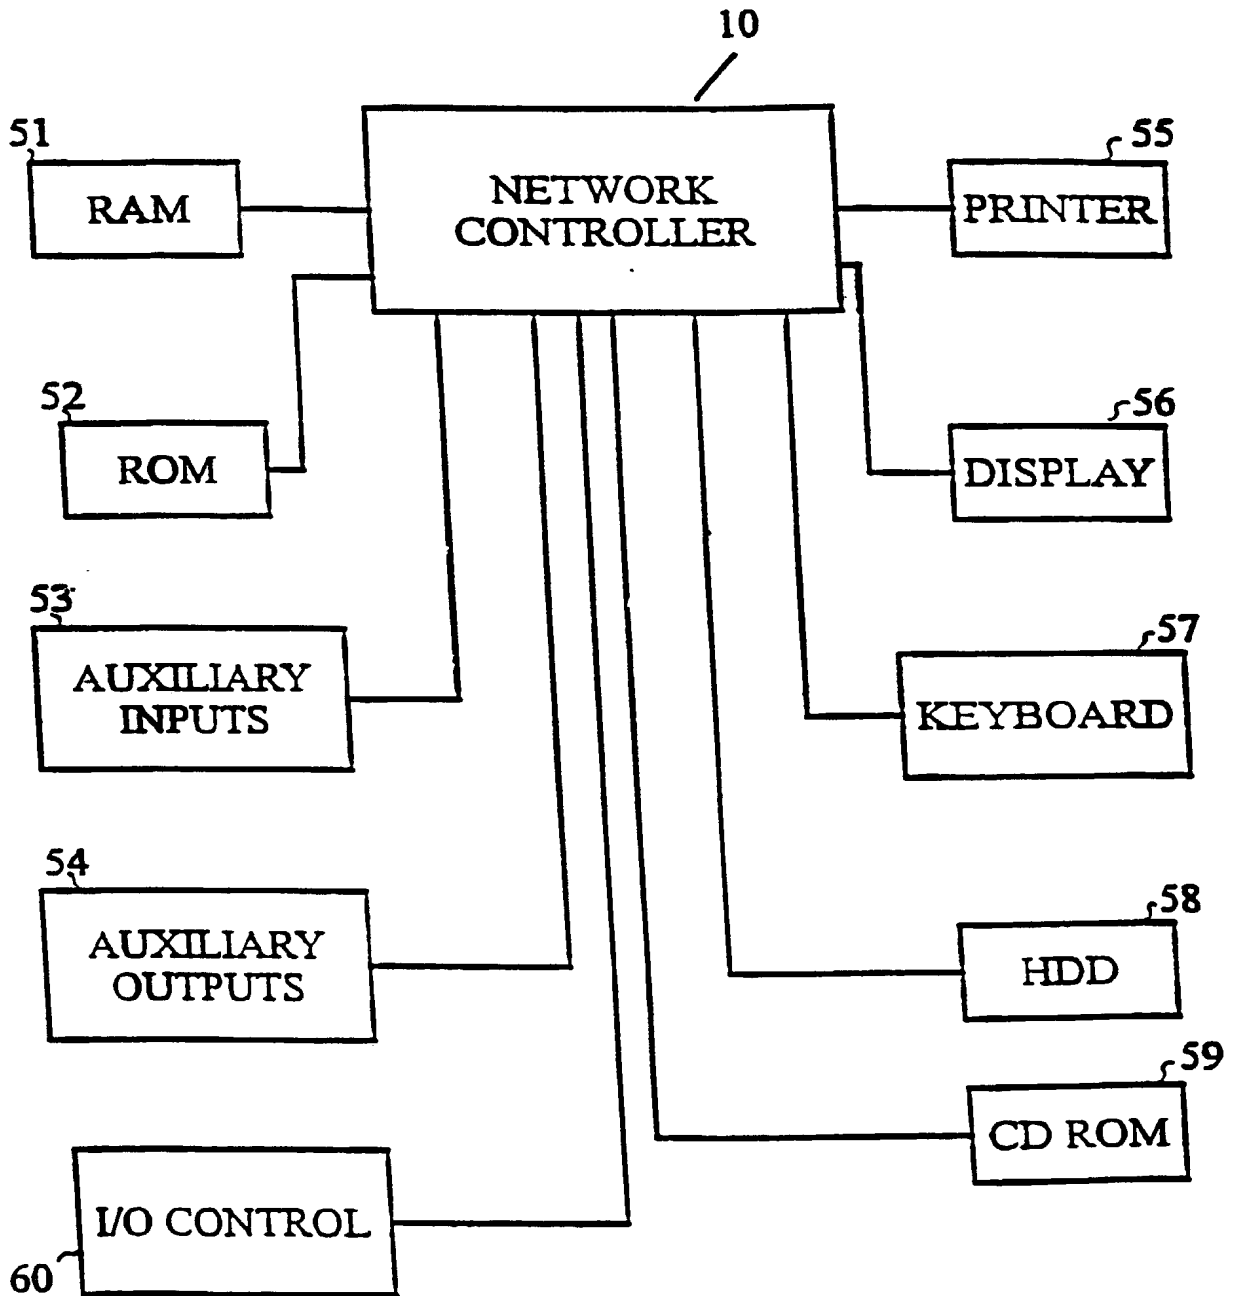 10
51
RAM
NETWORK
CONTROLLER
55
PRINTER
52
ROM
56
DISPLAY
53
AUXILIARY
INPUTS
57
KEYBOARD
54
AUXILIARY
OUTPUTS
58
HDD
59
CD ROM
I/O CONTROL
60